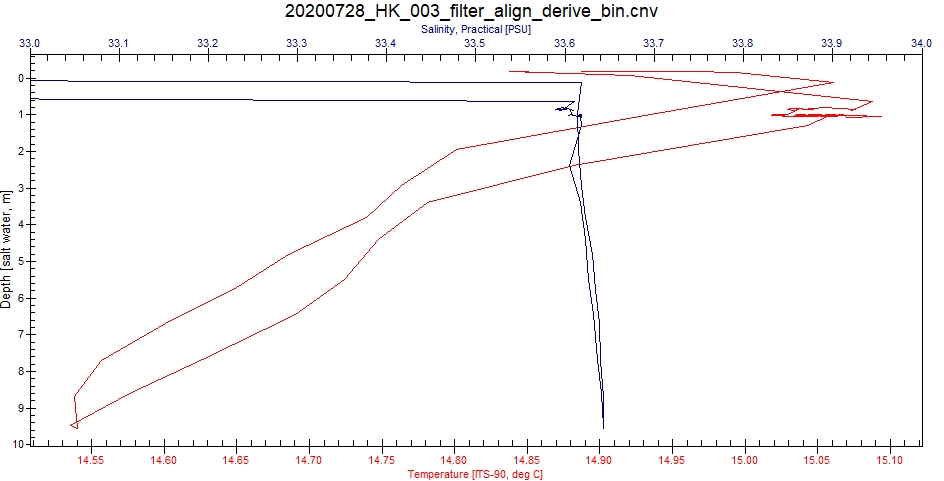 20200728_HK_003_filter_align_derive_bin.cnv
Salinity, Practical [PSU]
33.0 33.1 33.2 33.3 33.4 33.5 33.6 33.7 33.8 33.9 34.0
Depth [salt water, m]
0
1
2
3
4
5
6
7
8
9
10
14.55 14.60 14.65 14.70 14.75 14.80 14.85 14.90 14.95 15.00 15.05 15.10
Temperature [ITS-90, deg C]